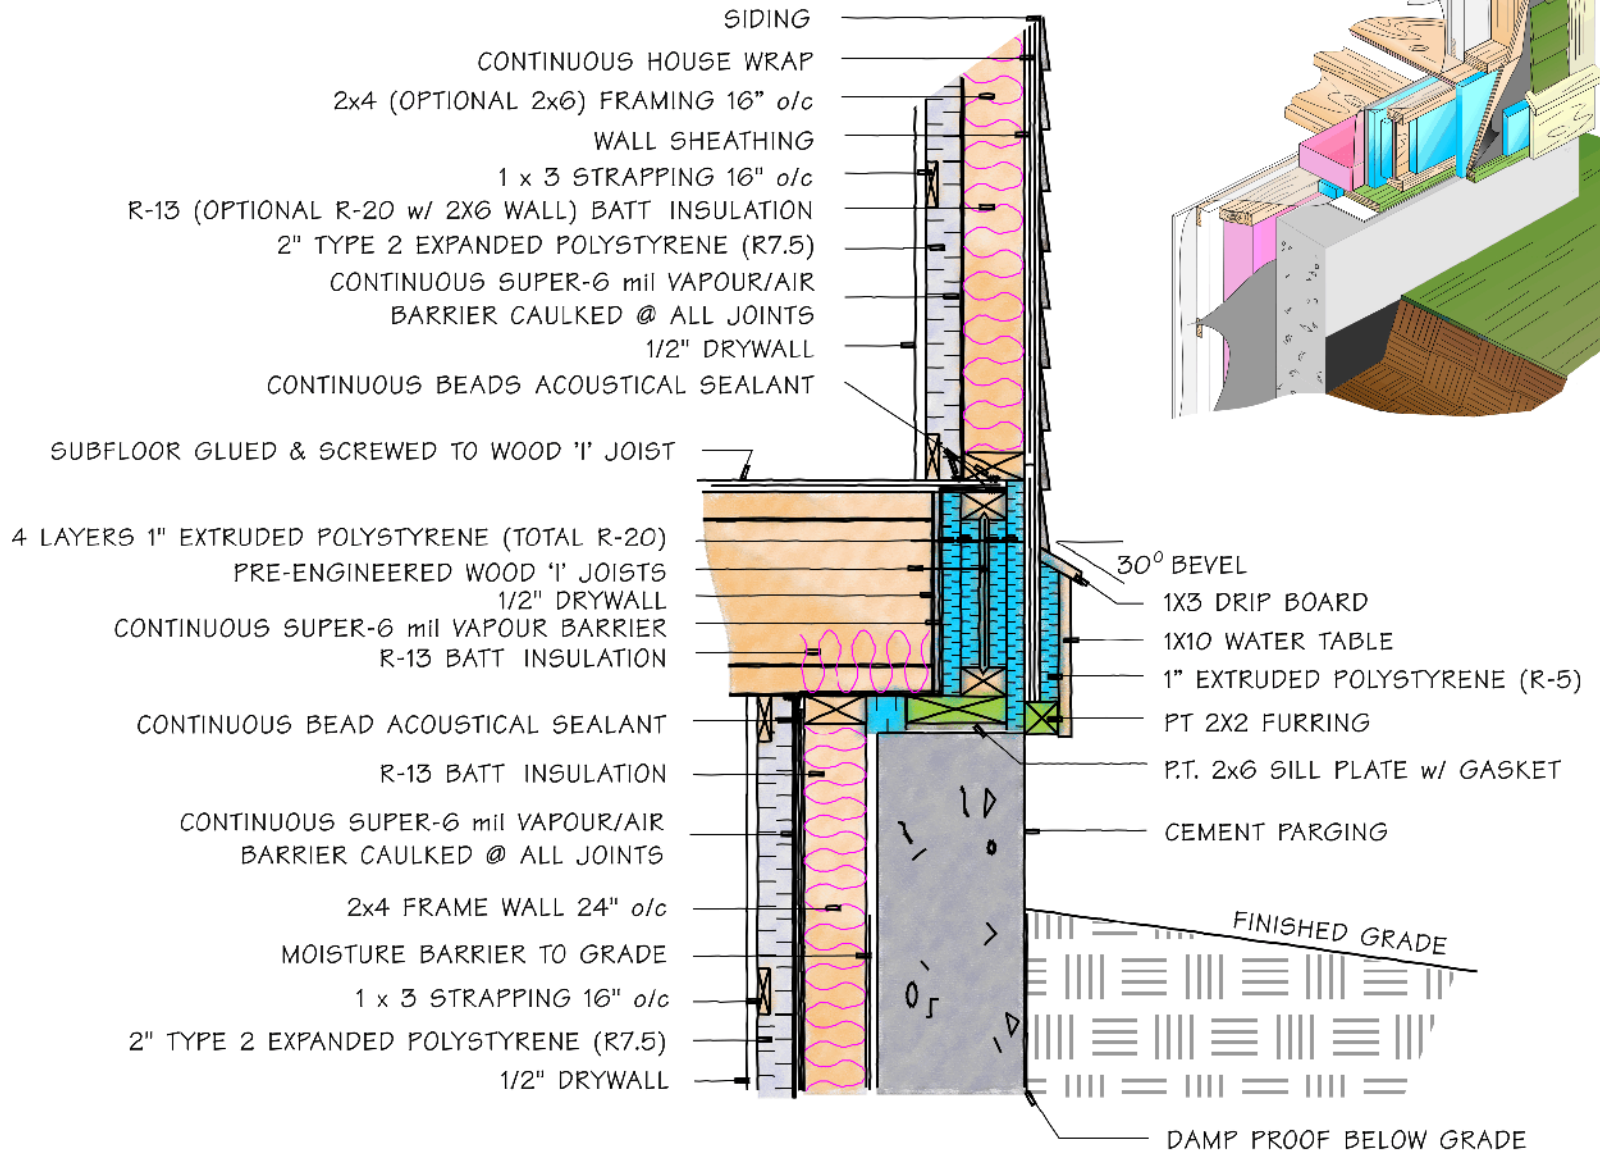 SIDING
CONTINUOUS HOUSE WRAP
2x4 (OPTIONAL 2x6) FRAMING 16" o/c
WALL SHEATHING
1 x 3 STRAPPING 16" o/c
R-13 (OPTIONAL R-20 w/ 2X6 WALL) BATT INSULATION
2" TYPE 2 EXPANDED POLYSTYRENE (R7.5)
CONTINUOUS SUPER-6 mil VAPOUR/AIR
BARRIER CAULKED @ ALL JOINTS
1/2" DRYWALL
CONTINUOUS BEADS ACOUSTICAL SEALANT
SUBFLOOR GLUED & SCREWED TO WOOD 'I' JOIST
4 LAYERS 1" EXTRUDED POLYSTYRENE (TOTAL R-20)
PRE-ENGINEERED WOOD 'I' JOISTS
1/2" DRYWALL
CONTINUOUS SUPER-6 mil VAPOUR BARRIER
R-13 BATT INSULATION
CONTINUOUS BEAD ACOUSTICAL SEALANT
R-13 BATT INSULATION
CONTINUOUS SUPER-6 mil VAPOUR/AIR
BARRIER CAULKED @ ALL JOINTS
2x4 FRAME WALL 24" o/c
MOISTURE BARRIER TO GRADE
1 x 3 STRAPPING 16" o/c
2" TYPE 2 EXPANDED POLYSTYRENE (R7.5)
1/2" DRYWALL
30° BEVEL
1X3 DRIP BOARD
1X10 WATER TABLE
1" EXTRUDED POLYSTYRENE (R-5)
PT 2X2 FURRING
P.T. 2x6 SILL PLATE w/ GASKET
CEMENT PARGING
FINISHED GRADE
DAMP PROOF BELOW GRADE